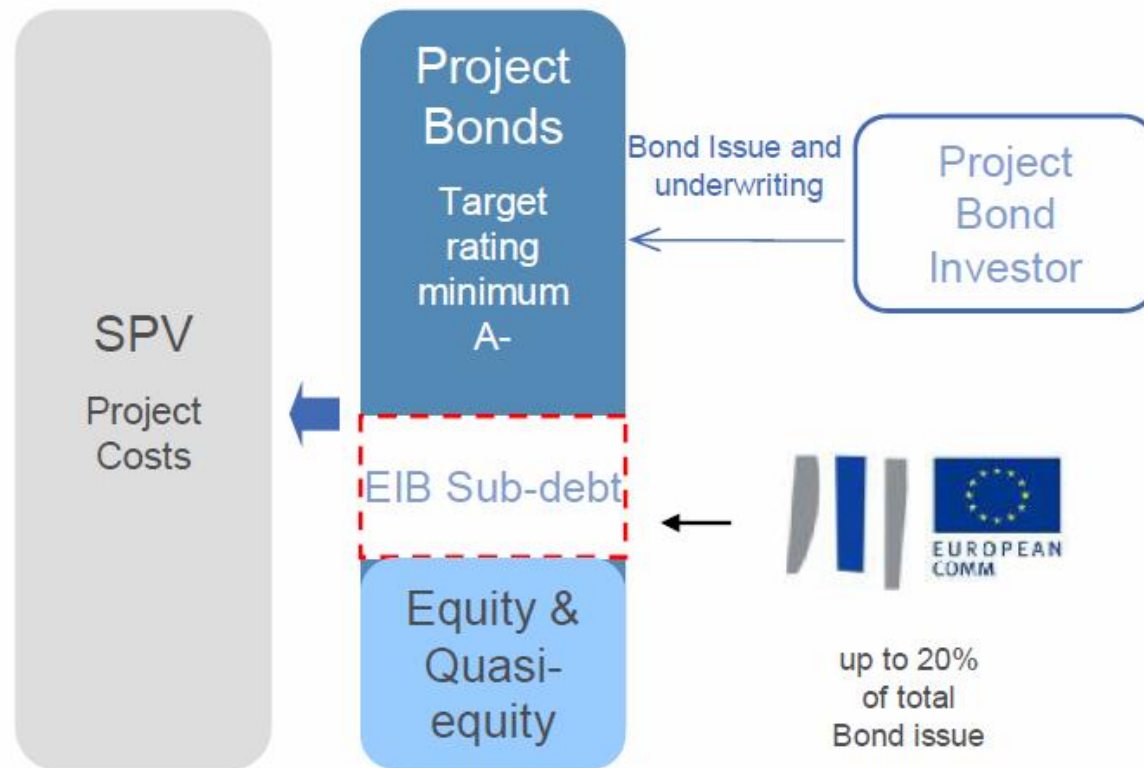 SPV
Project
Costs
Project
Bonds
Target
rating
minimum
A-
EIB Sub-debt
Equity &
Quasi-
equity
Bond Issue and
underwriting
Project
Bond
Investor
EUROPEAN
COMM
up to 20%
of total
Bond issue